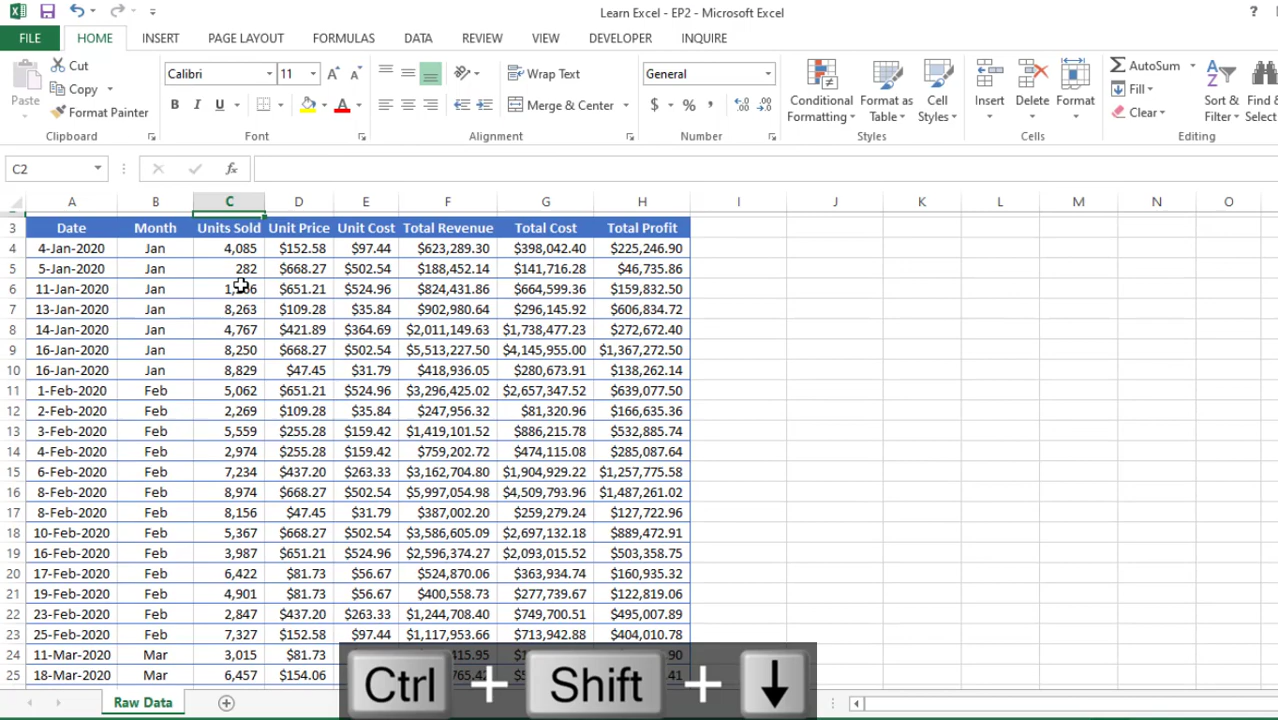 Learn Excel - EP2 - Microsoft Excel
?
FILE HOME INSERT PAGE LAYOUT FORMULAS DATA REVIEW VIEW DEVELOPER INQUIRE
Paste
Cut
Copy
Format Painter
Calibri 11
B I U
Wrap Text
Merge & Center
General
$ % ,
Conditional Formatting
Format as Table
Cell Styles
Insert
Delete
Format
AutoSum
Fill
Clear
Sort & Filter
Find & Select
Clipboard Font Alignment Number Styles Cells Editing
C2 fx
A B C D E F G H I J K L M N O
3 Date Month Units Sold Unit Price Unit Cost Total Revenue Total Cost Total Profit
4 4-Jan-2020 Jan 4,085 $152.58 $97.44 $623,289.30 $398,042.40 $225,246.90
5 5-Jan-2020 Jan 282 $668.27 $502.54 $188,452.14 $141,716.28 $46,735.86
6 11-Jan-2020 Jan $651.21 $524.96 $824,431.86 $664,599.36 $159,832.50
7 13-Jan-2020 Jan 8,263 $109.28 $35.84 $902,980.64 $296,145.92 $606,834.72
8 14-Jan-2020 Jan 4,767 $421.89 $364.69 $2,011,149.63 $1,738,477.23 $272,672.40
9 16-Jan-2020 Jan 8,250 $668.27 $502.54 $5,513,227.50 $4,145,955.00 $1,367,272.50
10 16-Jan-2020 Jan 8,829 $47.45 $31.79 $418,936.05 $280,673.91 $138,262.14
11 1-Feb-2020 Feb 5,062 $651.21 $524.96 $3,296,425.02 $2,657,347.52 $639,077.50
12 2-Feb-2020 Feb 2,269 $109.28 $35.84 $247,956.32 $81,320.96 $166,635.36
13 3-Feb-2020 Feb 5,559 $255.28 $159.42 $1,419,101.52 $886,215.78 $532,885.74
14 4-Feb-2020 Feb 2,974 $255.28 $159.42 $759,202.72 $474,115.08 $285,087.64
15 6-Feb-2020 Feb 7,234 $437.20 $263.33 $3,162,704.80 $1,904,929.22 $1,257,775.58
16 8-Feb-2020 Feb 8,974 $668.27 $502.54 $5,997,054.98 $4,509,793.96 $1,487,261.02
17 8-Feb-2020 Feb 8,156 $47.45 $31.79 $387,002.20 $259,279.24 $127,722.96
18 10-Feb-2020 Feb 5,367 $668.27 $502.54 $3,586,605.09 $2,697,132.18 $889,472.91
19 16-Feb-2020 Feb 3,987 $651.21 $524.96 $2,596,374.27 $2,093,015.52 $503,358.75
20 17-Feb-2020 Feb 6,422 $81.73 $56.67 $524,870.06 $363,934.74 $160,935.32
21 19-Feb-2020 Feb 4,901 $81.73 $56.67 $400,558.73 $277,739.67 $122,819.06
22 23-Feb-2020 Feb 2,847 $437.20 $263.33 $1,244,708.40 $749,700.51 $495,007.89
23 25-Feb-2020 Feb 7,327 $152.58 $97.44 $1,117,953.66 $713,942.88 $404,010.78
24 11-Mar-2020 Mar 3,015 $81.73
25 18-Mar-2020 Mar 6,457 $154.06
Ctrl + Shift + ↓
Raw Data